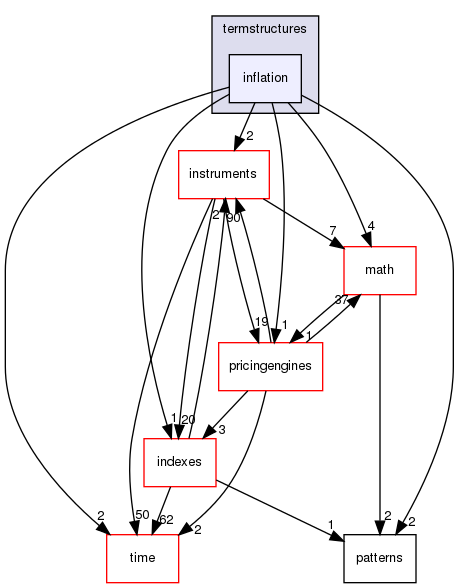 termstructures
inflation
2
instruments
2
90
7
4
math
19
1
37
1
pricingengines
1
20
3
indexes
2
50
62
2
1
2
2
time
patterns